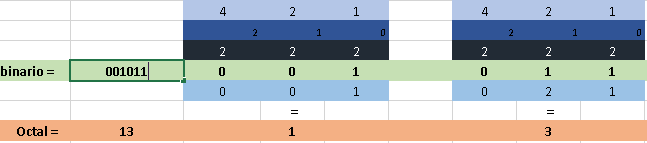 4 2 1 4 2 1
2 1 0 2 1 0
2 2 2 2 2 2
binario = 001011 0 0 1 0 1 1
0 0 1 0 2 1
= =
Octal = 13 1 3